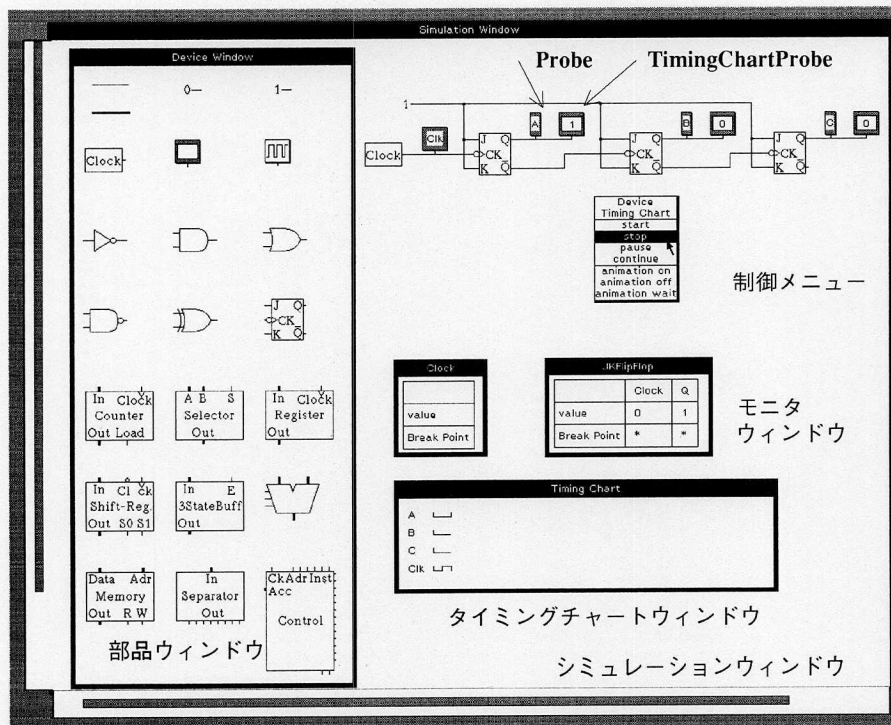 Simulation Window
Device Window
0
1
Clock
J Q
CK
K Q̅
In Clock
Counter
Out Load
A B S
Selector
Out
In Clock
Register
Out
In Clck
Shift-Reg.
Out S0 S1
In E
3StateBuff
Out
Data Adr
Memory
Out R W
In
Separator
Out
CkAdrInst
Acc
Control
部品ウィンドウ
Probe TimingChartProbe
1
Clock
Clk
J Q
CK
K Q̅
A
1
J Q
CK
K Q̅
B
0
J Q
CK
K Q̅
C
0
Device
Timing Chart
start
stop
pause
continue
animation on
animation off
animation wait
制御メニュー
Clock
value
Break Point
JKFlipFlop
Clock Q
value 0 1
Break Point * *
モニタ
ウィンドウ
Timing Chart
A
B
C
Clk
タイミングチャートウィンドウ
シミュレーションウィンドウ